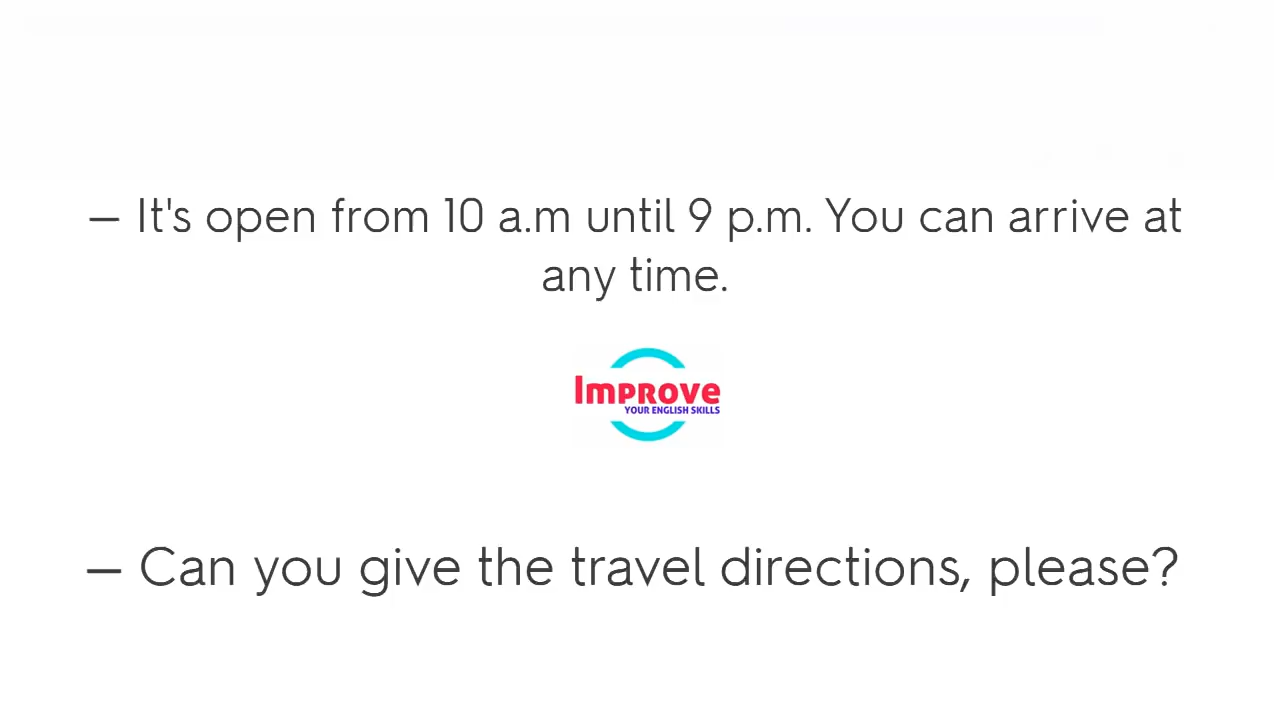 — It's open from 10 a.m until 9 p.m. You can arrive at
any time.
Improve
YOUR ENGLISH SKILLS
— Can you give the travel directions, please?